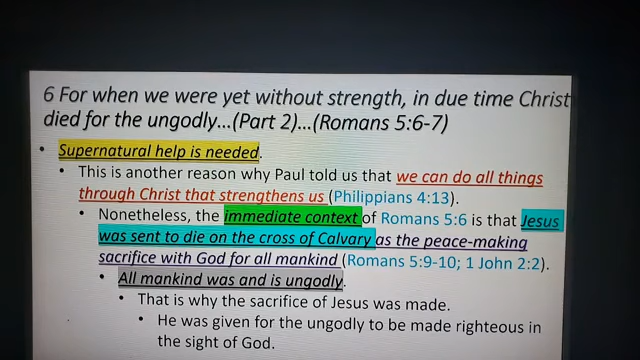 6 For when we were yet without strength, in due time Christ
died for the ungodly...(Part 2)...(Romans 5:6-7)
• Supernatural help is needed.
• This is another reason why Paul told us that we can do all things
through Christ that strengthens us (Philippians 4:13).
• Nonetheless, the immediate context of Romans 5:6 is that Jesus
was sent to die on the cross of Calvary as the peace-making
sacrifice with God for all mankind (Romans 5:9-10; 1 John 2:2).
• All mankind was and is ungodly.
• That is why the sacrifice of Jesus was made.
• He was given for the ungodly to be made righteous in
the sight of God.